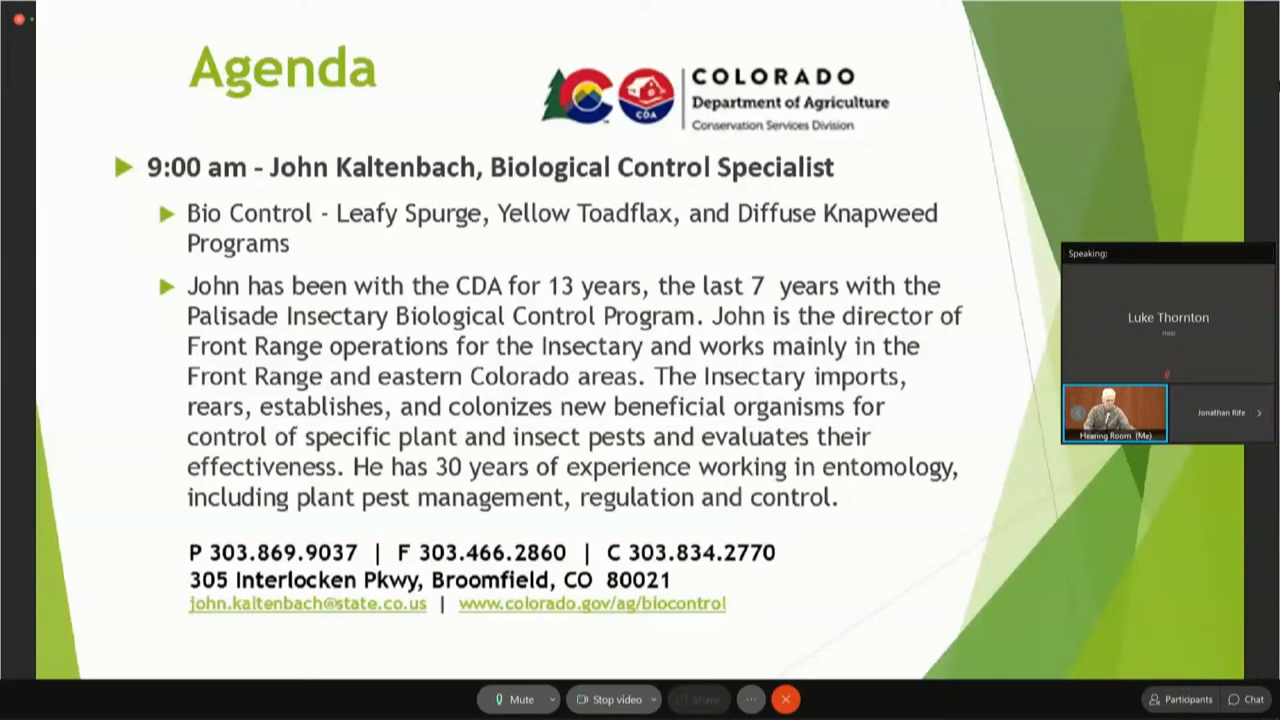 Agenda
CDA
COLORADO
Department of Agriculture
Conservation Services Division
9:00 am - John Kaltenbach, Biological Control Specialist
Bio Control - Leafy Spurge, Yellow Toadflax, and Diffuse Knapweed
Programs
John has been with the CDA for 13 years, the last 7 years with the
Palisade Insectary Biological Control Program. John is the director of
Front Range operations for the Insectary and works mainly in the
Front Range and eastern Colorado areas. The Insectary imports,
rears, establishes, and colonizes new beneficial organisms for
control of specific plant and insect pests and evaluates their
effectiveness. He has 30 years of experience working in entomology,
including plant pest management, regulation and control.
P 303.869.9037 | F 303.466.2860 | C 303.834.2770
305 Interlocken Pkwy, Broomfield, CO 80021
john.kaltenbach@state.co.us | www.colorado.gov/ag/biocontrol
Speaking:
Luke Thornton
Hearing Room (Me)
Jonathan Rife
Mute
Stop video
Share
Participants
Chat